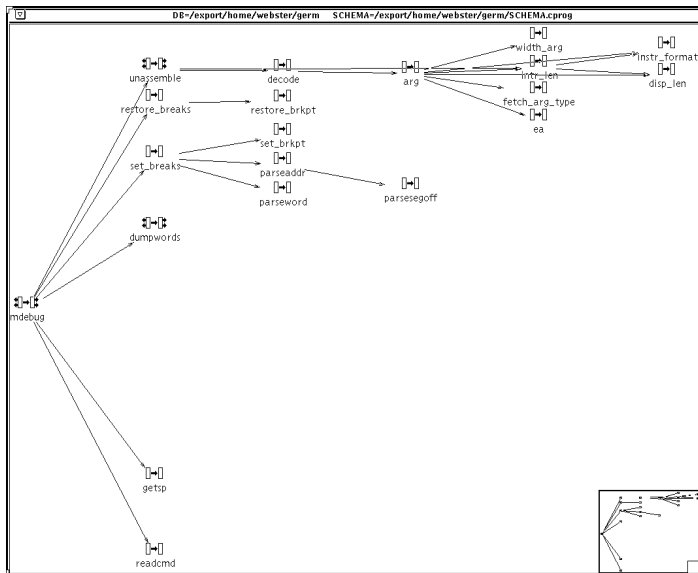 DB=/export/home/webster/germ SCHEMA=/export/home/webster/germ/SCHEMA.cprog
width_arg
instr_format
unassemble
decode
arg
intr_len
disp_len
restore_breaks
restore_brkpt
fetch_arg_type
ea
set_brkpt
set_breaks
parseaddr
parseword
parsesegoff
dumpwords
mdebug
getsp
readcmd